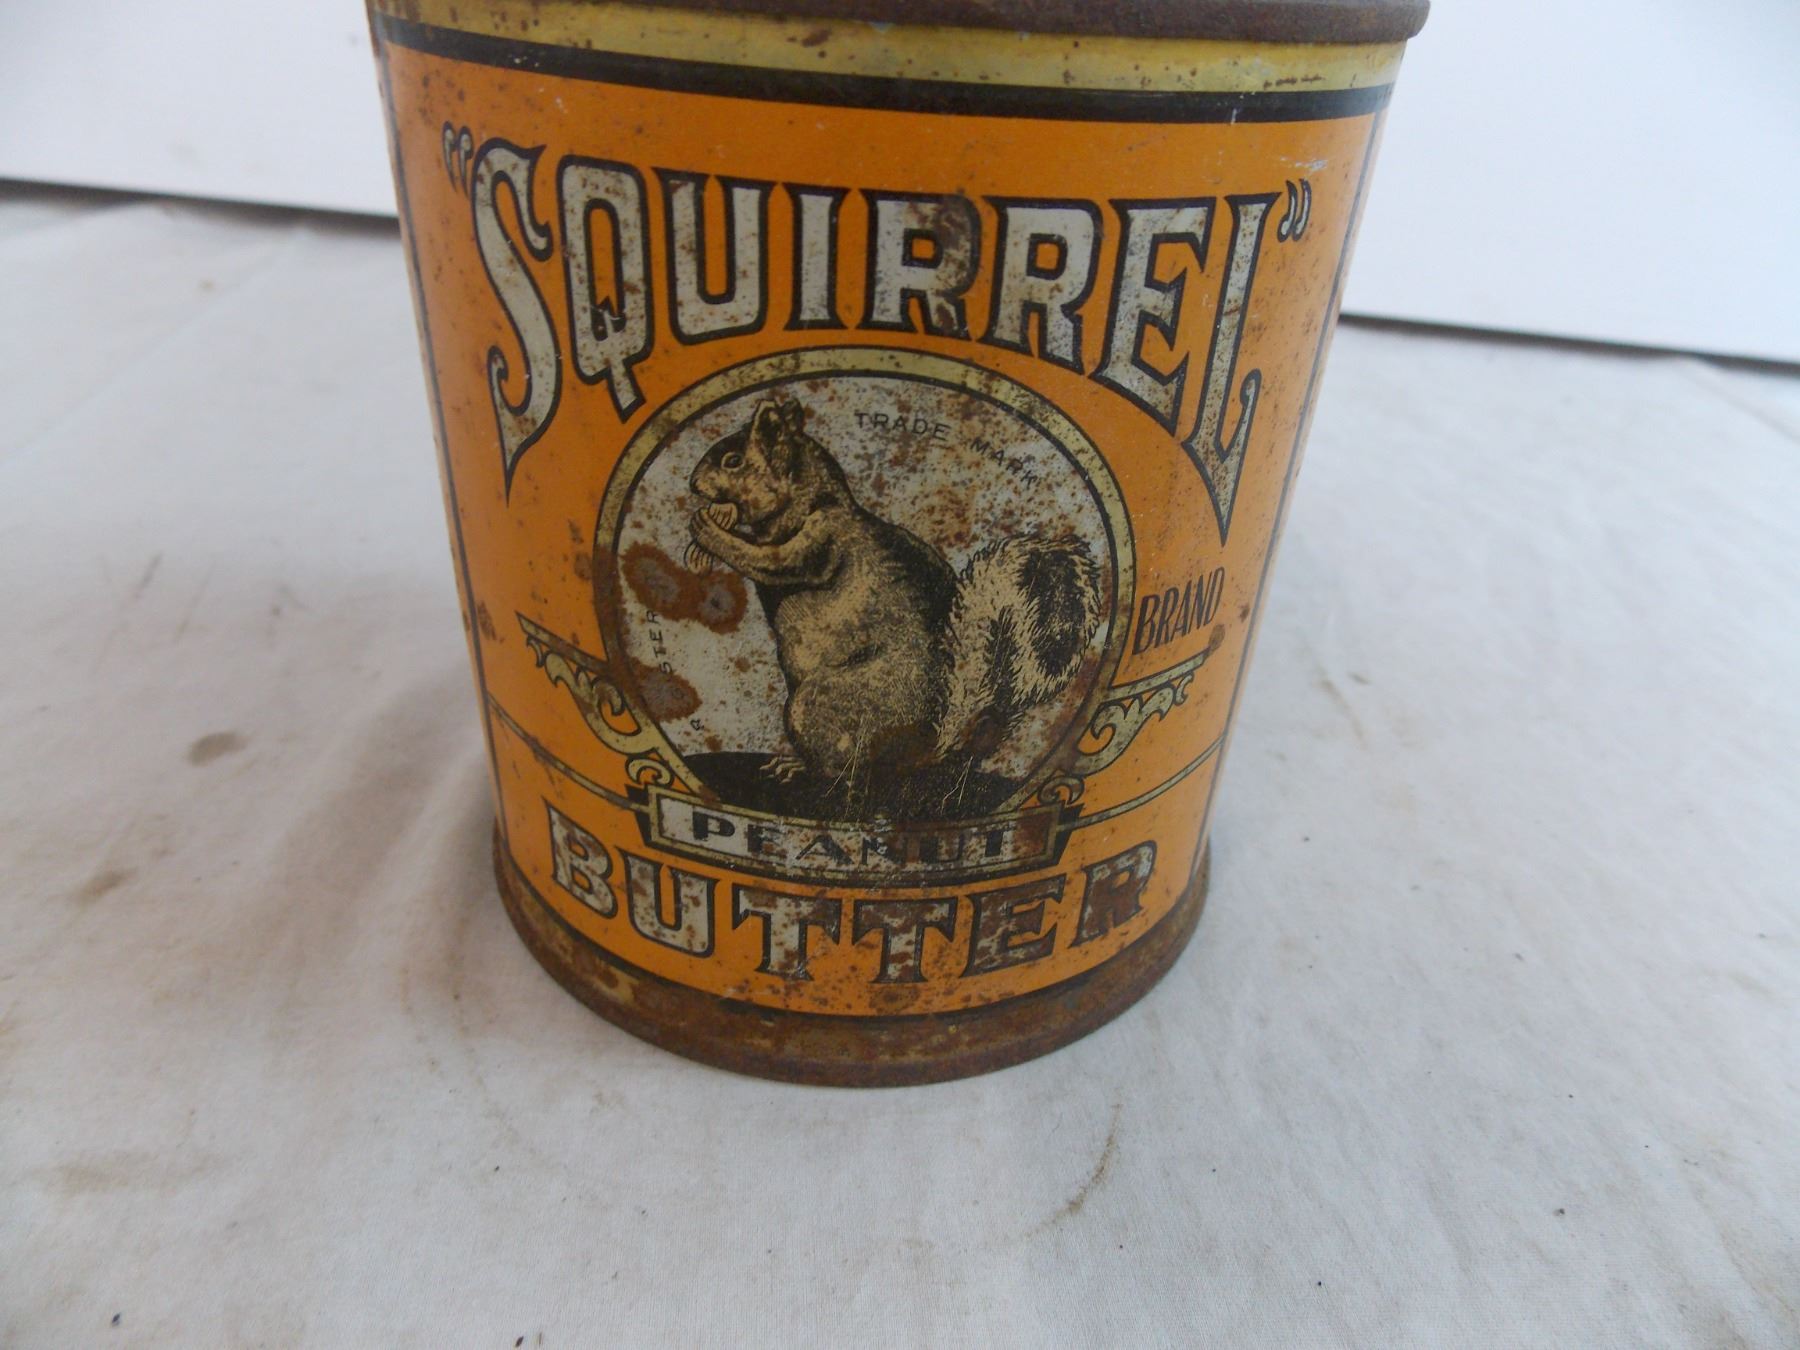 "SQUIRREL"
TRADE MARK
BRAND
PEANUT
BUTTER